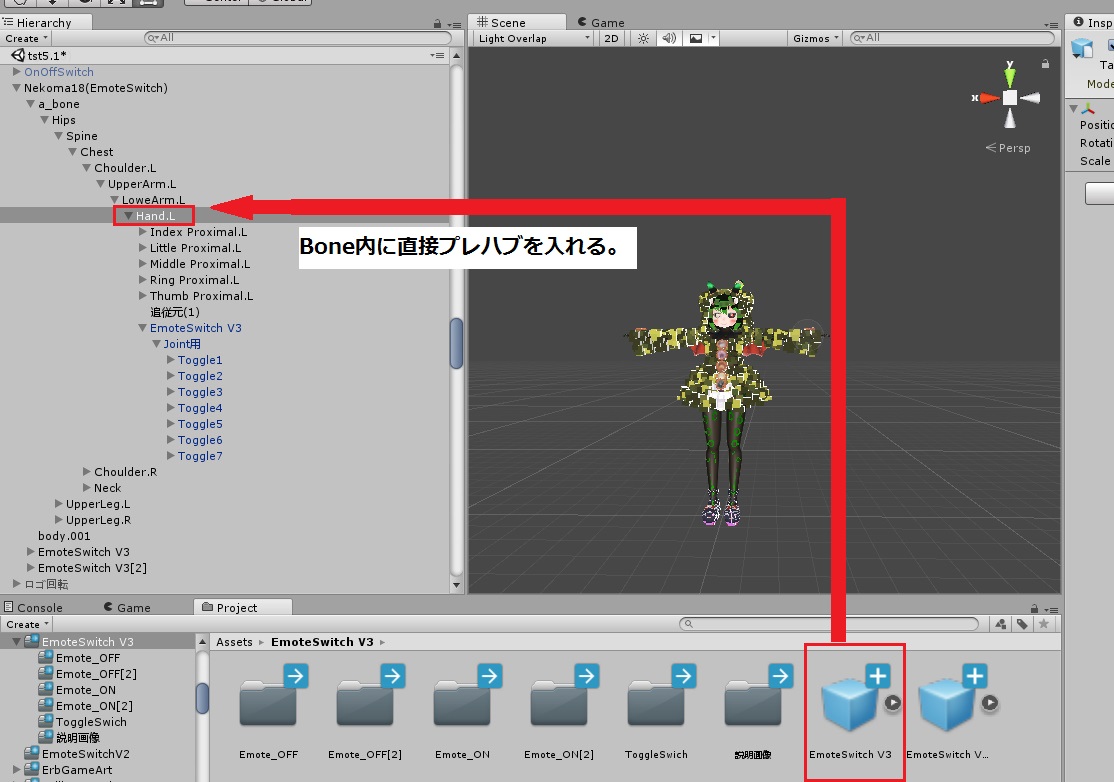 Center
Global
Hierarchy
Create
All
tst5.1*
OnOffSwitch
Nekoma18(EmoteSwitch)
a_bone
Hips
Spine
Chest
Choulder.L
UpperArm.L
LoweArm.L
Hand.L
Index Proximal.L
Little Proximal.L
Middle Proximal.L
Ring Proximal.L
Thumb Proximal.L
追従元(1)
EmoteSwitch V3
Joint用
Toggle1
Toggle2
Toggle3
Toggle4
Toggle5
Toggle6
Toggle7
Choulder.R
Neck
UpperLeg.L
UpperLeg.R
body.001
EmoteSwitch V3
EmoteSwitch V3[2]
ロゴ回転
Scene
Game
Light Overlap
2D
Gizmos
All
y
x
Persp
Bone内に直接プレハブを入れる。
Insp
Ta
Mode
Positio
Rotati
Scale
Console
Game
Project
Create
EmoteSwitch V3
Emote_OFF
Emote_OFF[2]
Emote_ON
Emote_ON[2]
ToggleSwich
説明画像
EmoteSwitchV2
ErbGameArt
Assets EmoteSwitch V3
Emote_OFF
Emote_OFF[2]
Emote_ON
Emote_ON[2]
ToggleSwich
説明画像
EmoteSwitch V3
EmoteSwitch V...